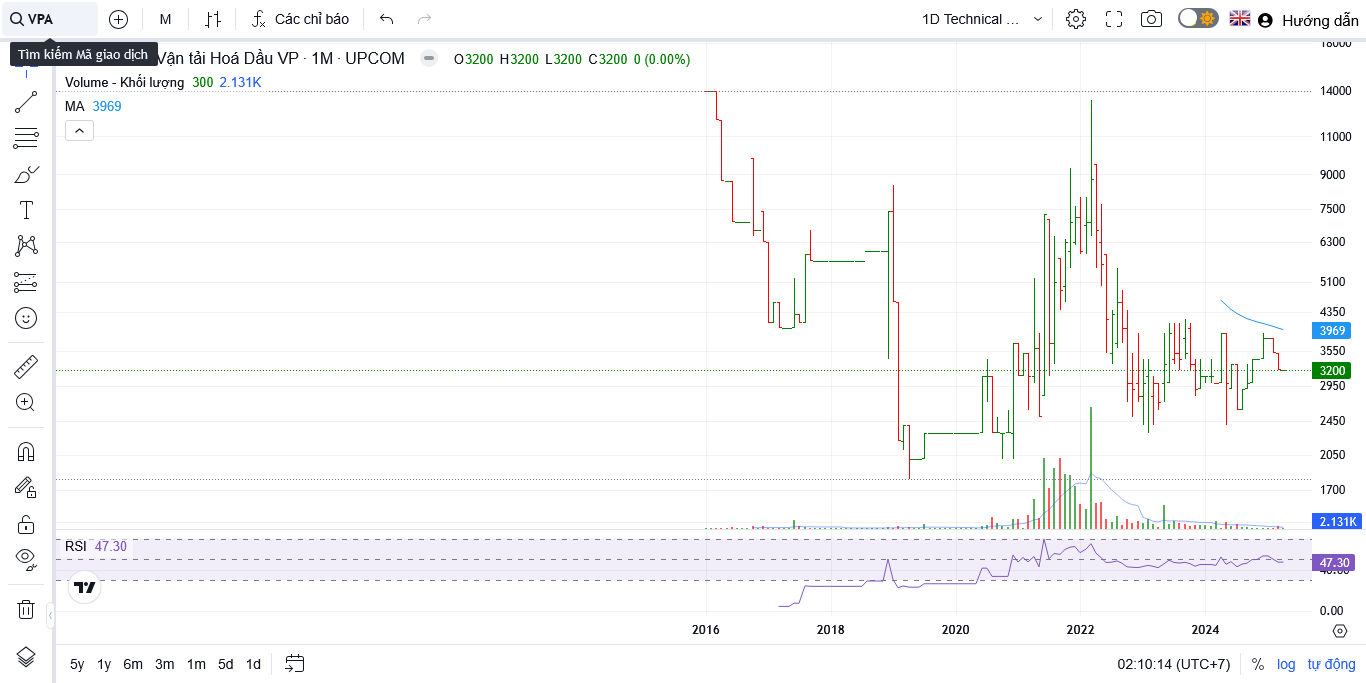 VPA
M
Các chỉ báo
1D Technical ...
Hướng dẫn
Tìm kiếm Mã giao dịch
Vận tải Hoá Dầu VP · 1M · UPCOM
O3200 H3200 L3200 C3200 0 (0.00%)
Volume - Khối lượng 300 2.131K
MA 3969
18000
14000
11000
9000
7500
6300
5100
4350
3969
3550
3200
2950
2450
2050
1700
2.131K
RSI 47.30
47.30
40.00
0.00
2016 2018 2020 2022 2024
5y 1y 6m 3m 1m 5d 1d
02:10:14 (UTC+7)
% log tự động